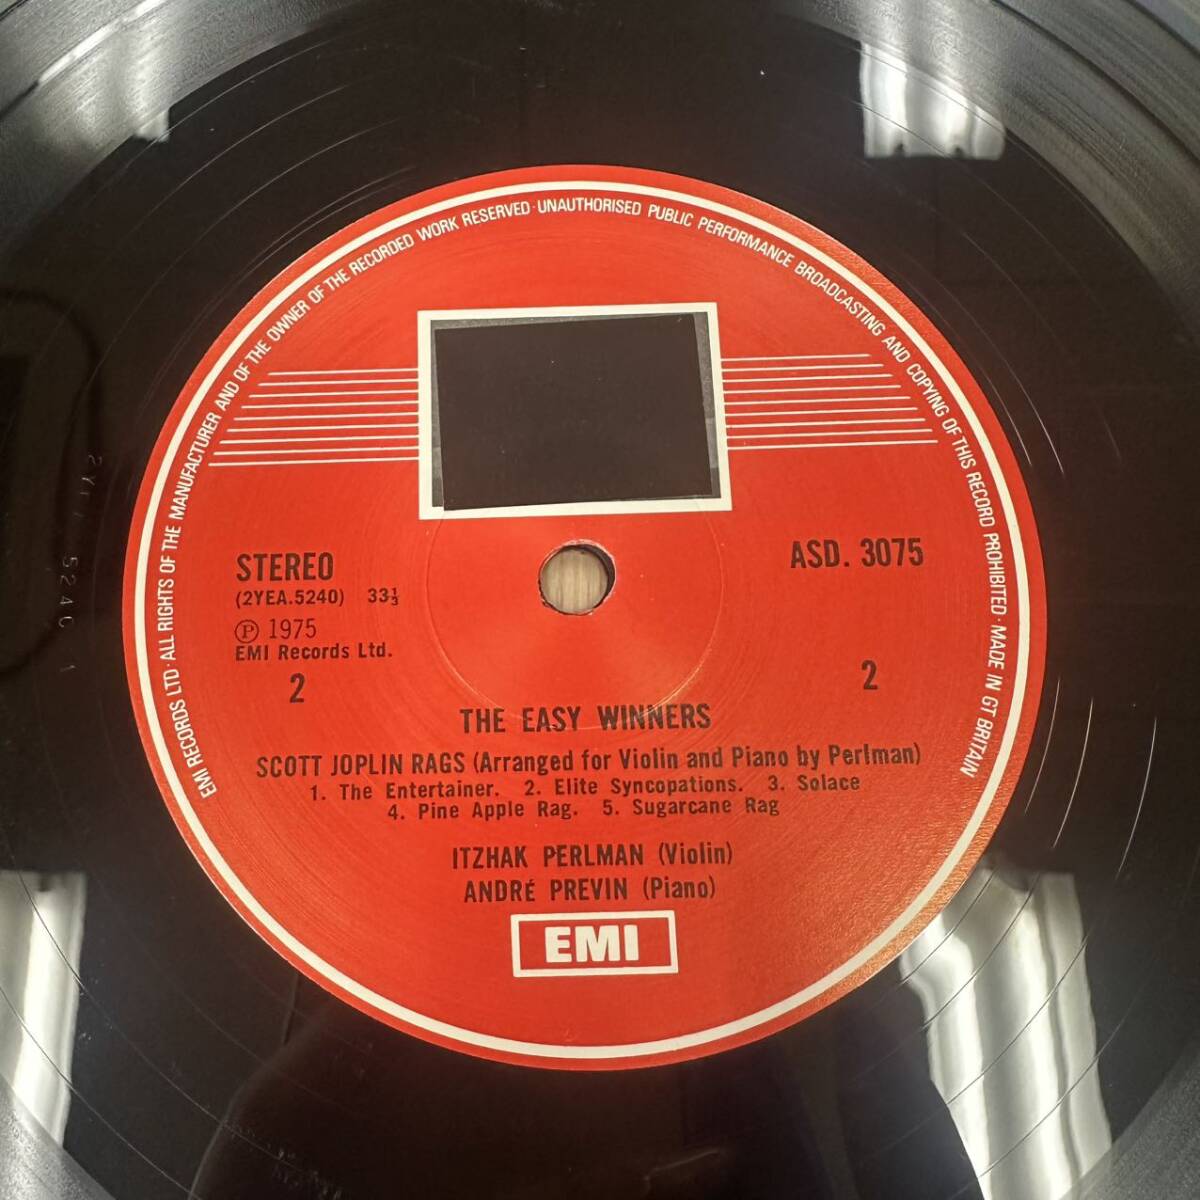 EMI RECORDS LTD · ALL RIGHTS OF THE MANUFACTURER AND OF THE OWNER OF THE RECORDED WORK RESERVED · UNAUTHORISED PUBLIC PERFORMANCE BROADCASTING AND COPYING OF THIS RECORD PROHIBITED · MADE IN GT BRITAIN
STEREO
(2YEA.5240) 33⅓
Ⓟ 1975
EMI Records Ltd.
2
ASD. 3075
2
THE EASY WINNERS
SCOTT JOPLIN RAGS (Arranged for Violin and Piano by Perlman)
1. The Entertainer. 2. Elite Syncopations. 3. Solace
4. Pine Apple Rag. 5. Sugarcane Rag
ITZHAK PERLMAN (Violin)
ANDRé PREVIN (Piano)
EMI